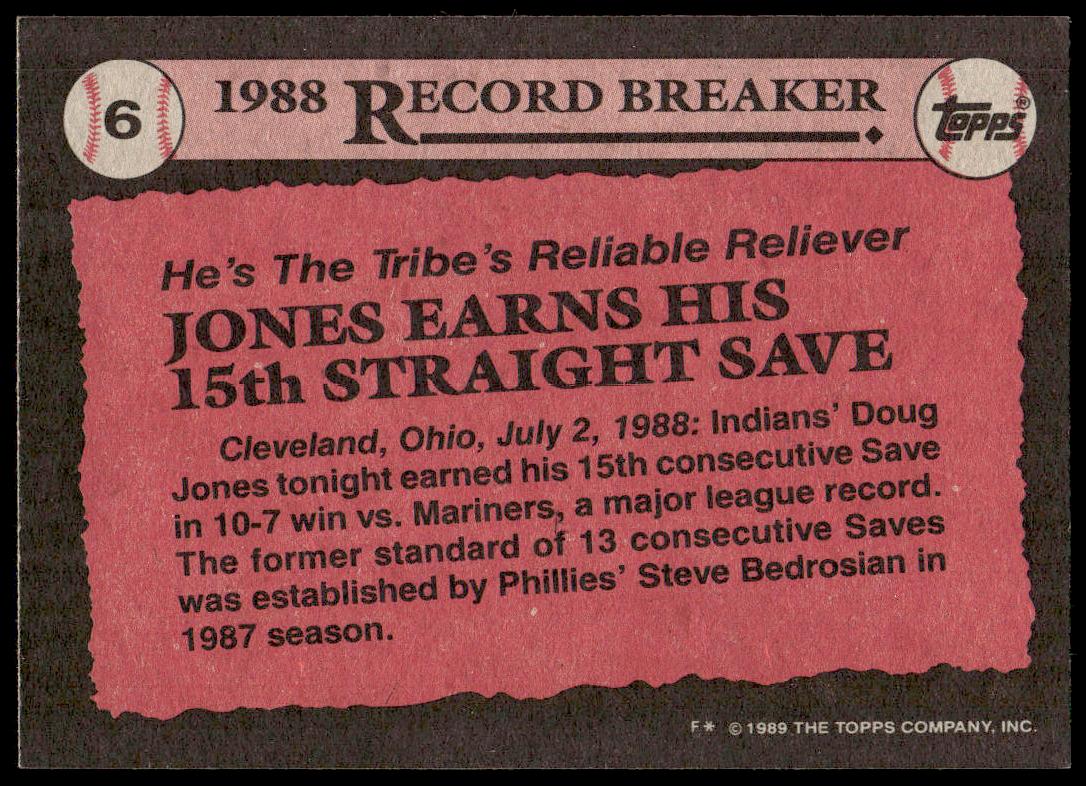 6
1988 RECORD BREAKER
Topps®
He's The Tribe's Reliable Reliever
JONES EARNS HIS
15th STRAIGHT SAVE
Cleveland, Ohio, July 2, 1988: Indians' Doug
Jones tonight earned his 15th consecutive Save
in 10-7 win vs. Mariners, a major league record.
The former standard of 13 consecutive Saves
was established by Phillies' Steve Bedrosian in
1987 season.
F* © 1989 THE TOPPS COMPANY, INC.